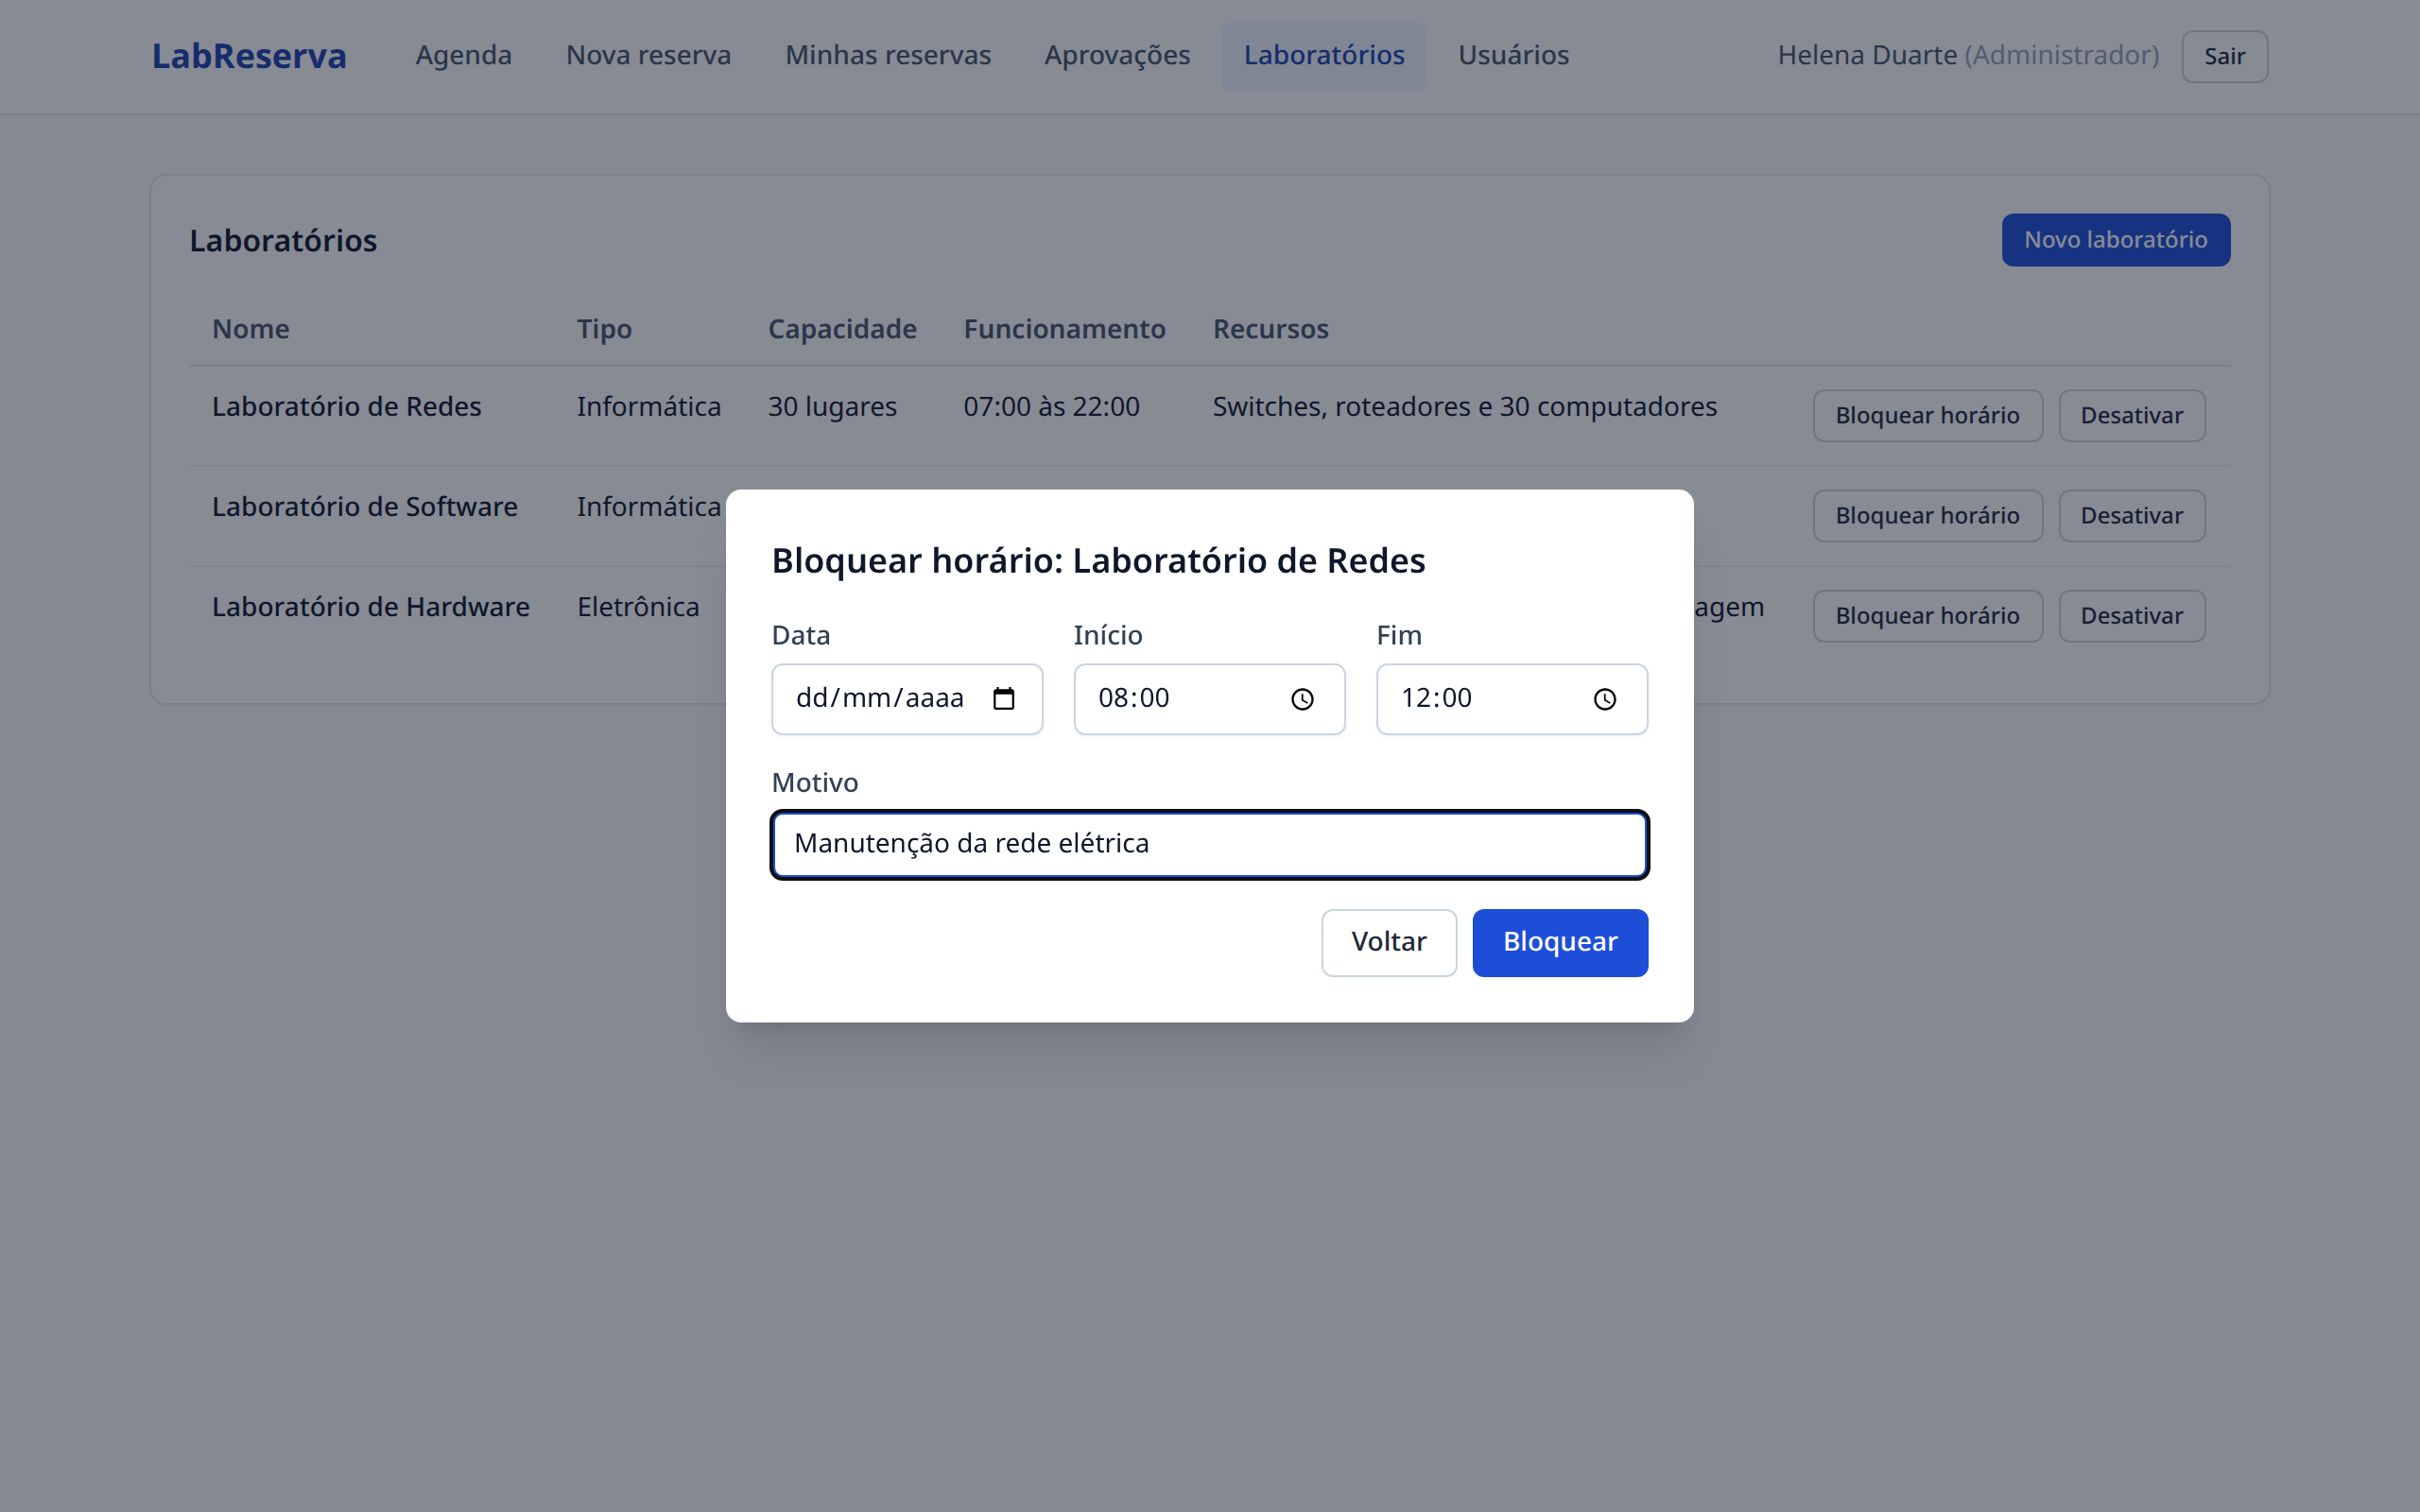 LabReserva Agenda Nova reserva Minhas reservas Aprovações Laboratórios Usuários Helena Duarte (Administrador) Sair
Laboratórios Novo laboratório
Nome Tipo Capacidade Funcionamento Recursos
Laboratório de Redes Informática 30 lugares 07:00 às 22:00 Switches, roteadores e 30 computadores Bloquear horário Desativar
Laboratório de Software Informática Bloquear horário Desativar
Laboratório de Hardware Eletrônica agem Bloquear horário Desativar
Bloquear horário: Laboratório de Redes
Data Início Fim
dd/mm/aaaa 08:00 12:00
Motivo
Manutenção da rede elétrica
Voltar Bloquear